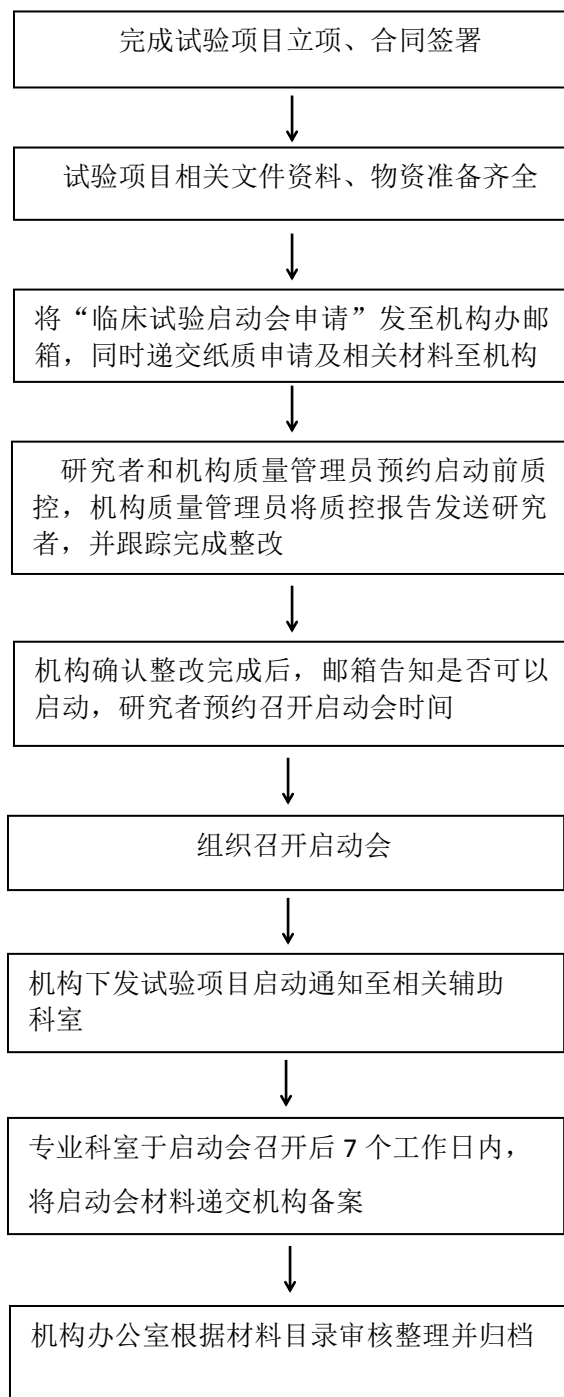 完成试验项目立项、合同签署
试验项目相关文件资料、物资准备齐全
将“临床试验启动会申请”发至机构办邮
箱，同时递交纸质申请及相关材料至机构
研究者和机构质量管理员预约启动前质
控，机构质量管理员将质控报告发送研究
者，并跟踪完成整改
机构确认整改完成后，邮箱告知是否可以
启动，研究者预约召开启动会时间
组织召开启动会
机构下发试验项目启动通知至相关辅助
科室
专业科室于启动会召开后 7 个工作日内，
将启动会材料递交机构备案
机构办公室根据材料目录审核整理并归档